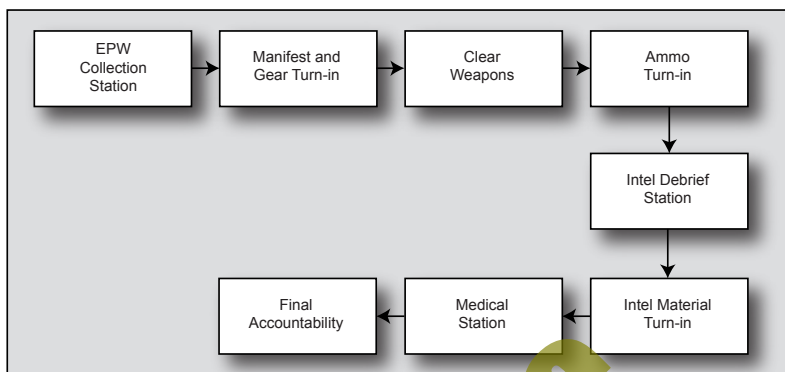 EPW
Collection
Station
Manifest and
Gear Turn-in
Clear
Weapons
Ammo
Turn-in
Intel Debrief
Station
Intel Material
Turn-in
Medical
Station
Final
Accountability